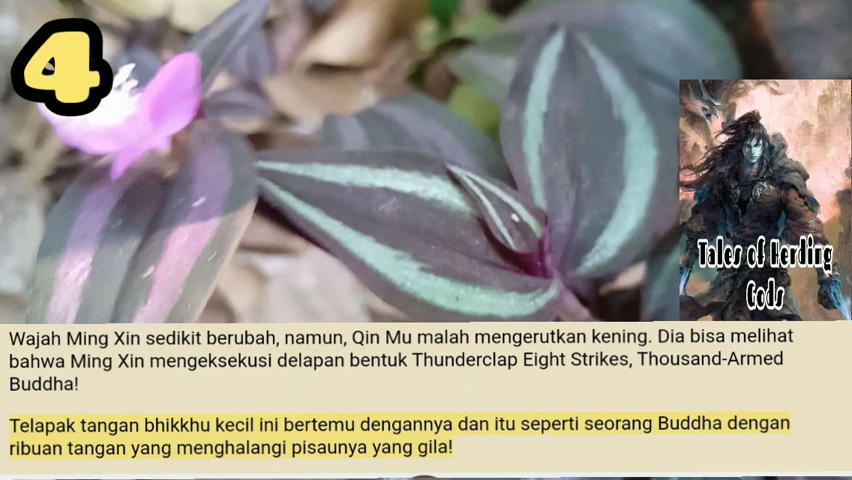 4
Tales of Herding
Gods
Wajah Ming Xin sedikit berubah, namun, Qin Mu malah mengerutkan kening. Dia bisa melihat
bahwa Ming Xin mengeksekusi delapan bentuk Thunderclap Eight Strikes, Thousand-Armed
Buddha!
Telapak tangan bhikkhu kecil ini bertemu dengannya dan itu seperti seorang Buddha dengan
ribuan tangan yang menghalangi pisaunya yang gila!